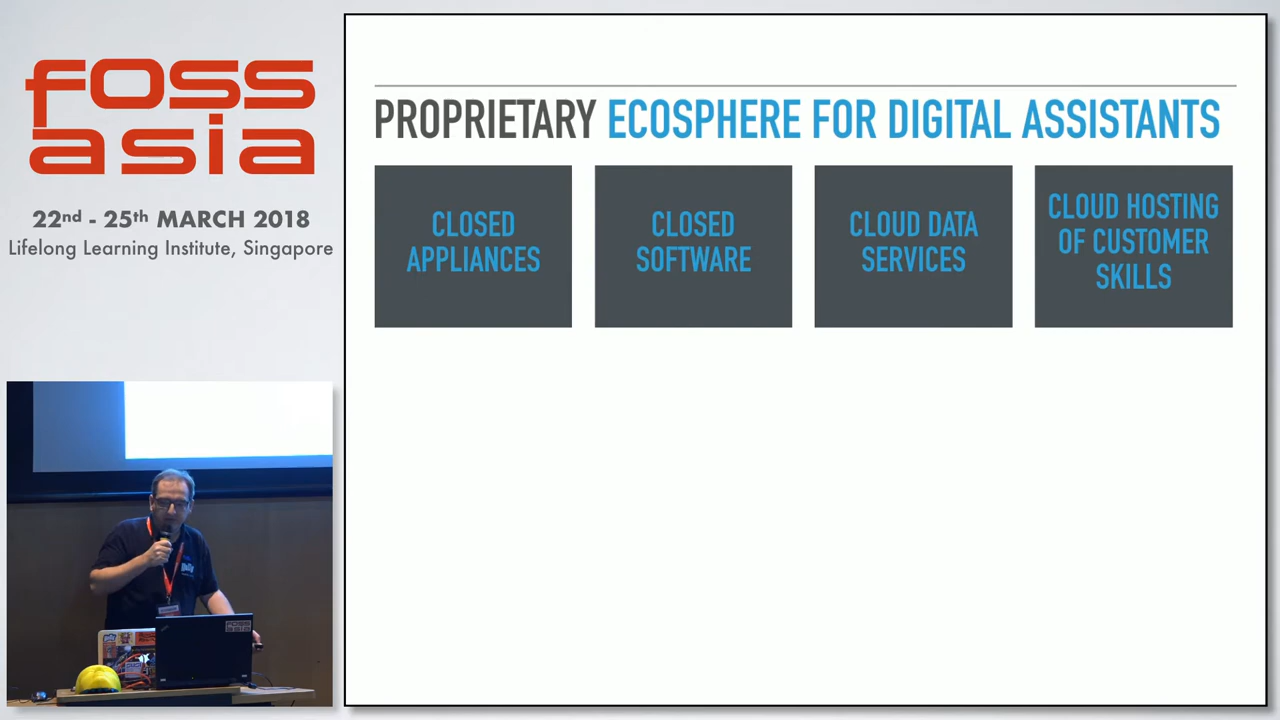 foss
asia
22nd - 25th MARCH 2018
Lifelong Learning Institute, Singapore
PROPRIETARY ECOSPHERE FOR DIGITAL ASSISTANTS
CLOSED
APPLIANCES
CLOSED
SOFTWARE
CLOUD DATA
SERVICES
CLOUD HOSTING
OF CUSTOMER
SKILLS